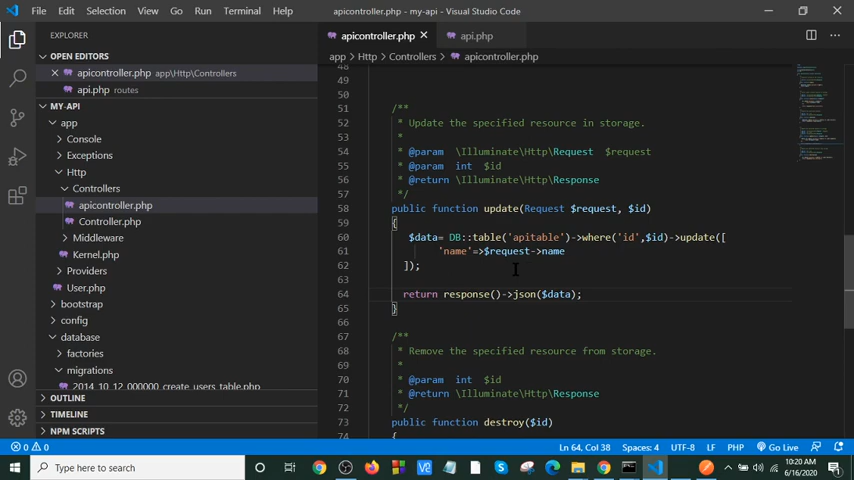 File Edit Selection View Go Run Terminal Help
apicontroller.php - my-api - Visual Studio Code
EXPLORER
OPEN EDITORS
apicontroller.php app\Http\Controllers
api.php routes
MY-API
app
Console
Exceptions
Http
Controllers
apicontroller.php
Controller.php
Middleware
Kernel.php
Providers
User.php
bootstrap
config
database
factories
migrations
2014_10_12_000000_create_users_table.php
OUTLINE
TIMELINE
NPM SCRIPTS
apicontroller.php
api.php
app > Http > Controllers > apicontroller.php
48
49
50
51 /**
52 * Update the specified resource in storage.
53 *
54 * @param \Illuminate\Http\Request $request
55 * @param int $id
56 * @return \Illuminate\Http\Response
57 */
58 public function update(Request $request, $id)
59 {
60 $data= DB::table('apitable')->where('id',$id)->update([
61 'name'=>$request->name
62 ]);
63
64 return response()->json($data);
65 }
66
67 /**
68 * Remove the specified resource from storage.
69 *
70 * @param int $id
71 * @return \Illuminate\Http\Response
72 */
73 public function destroy($id)
74 {
0 0
Ln 64, Col 38 Spaces: 4 UTF-8 LF PHP Go Live
Type here to search
10:20 AM
6/16/2020